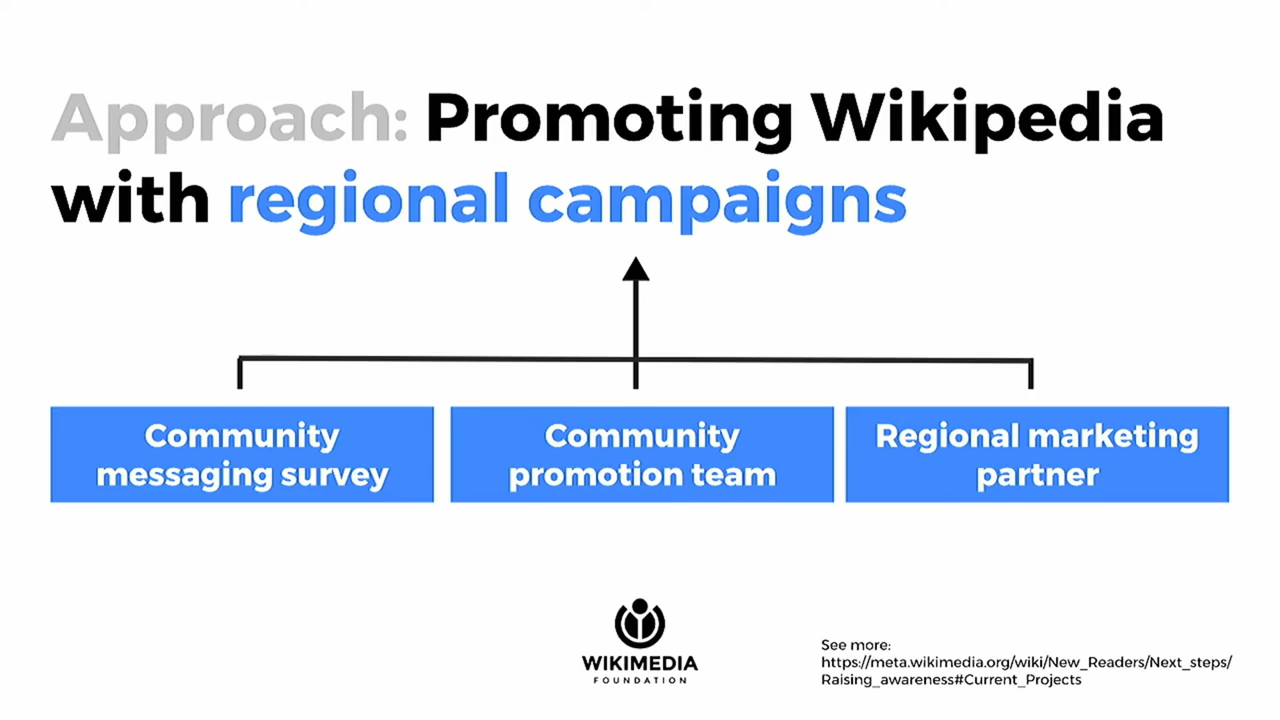 Approach: Promoting Wikipedia
with regional campaigns
Community
messaging survey
Community
promotion team
Regional marketing
partner
WIKIMEDIA
FOUNDATION
See more:
https://meta.wikimedia.org/wiki/New_Readers/Next_steps/
Raising_awareness#Current_Projects